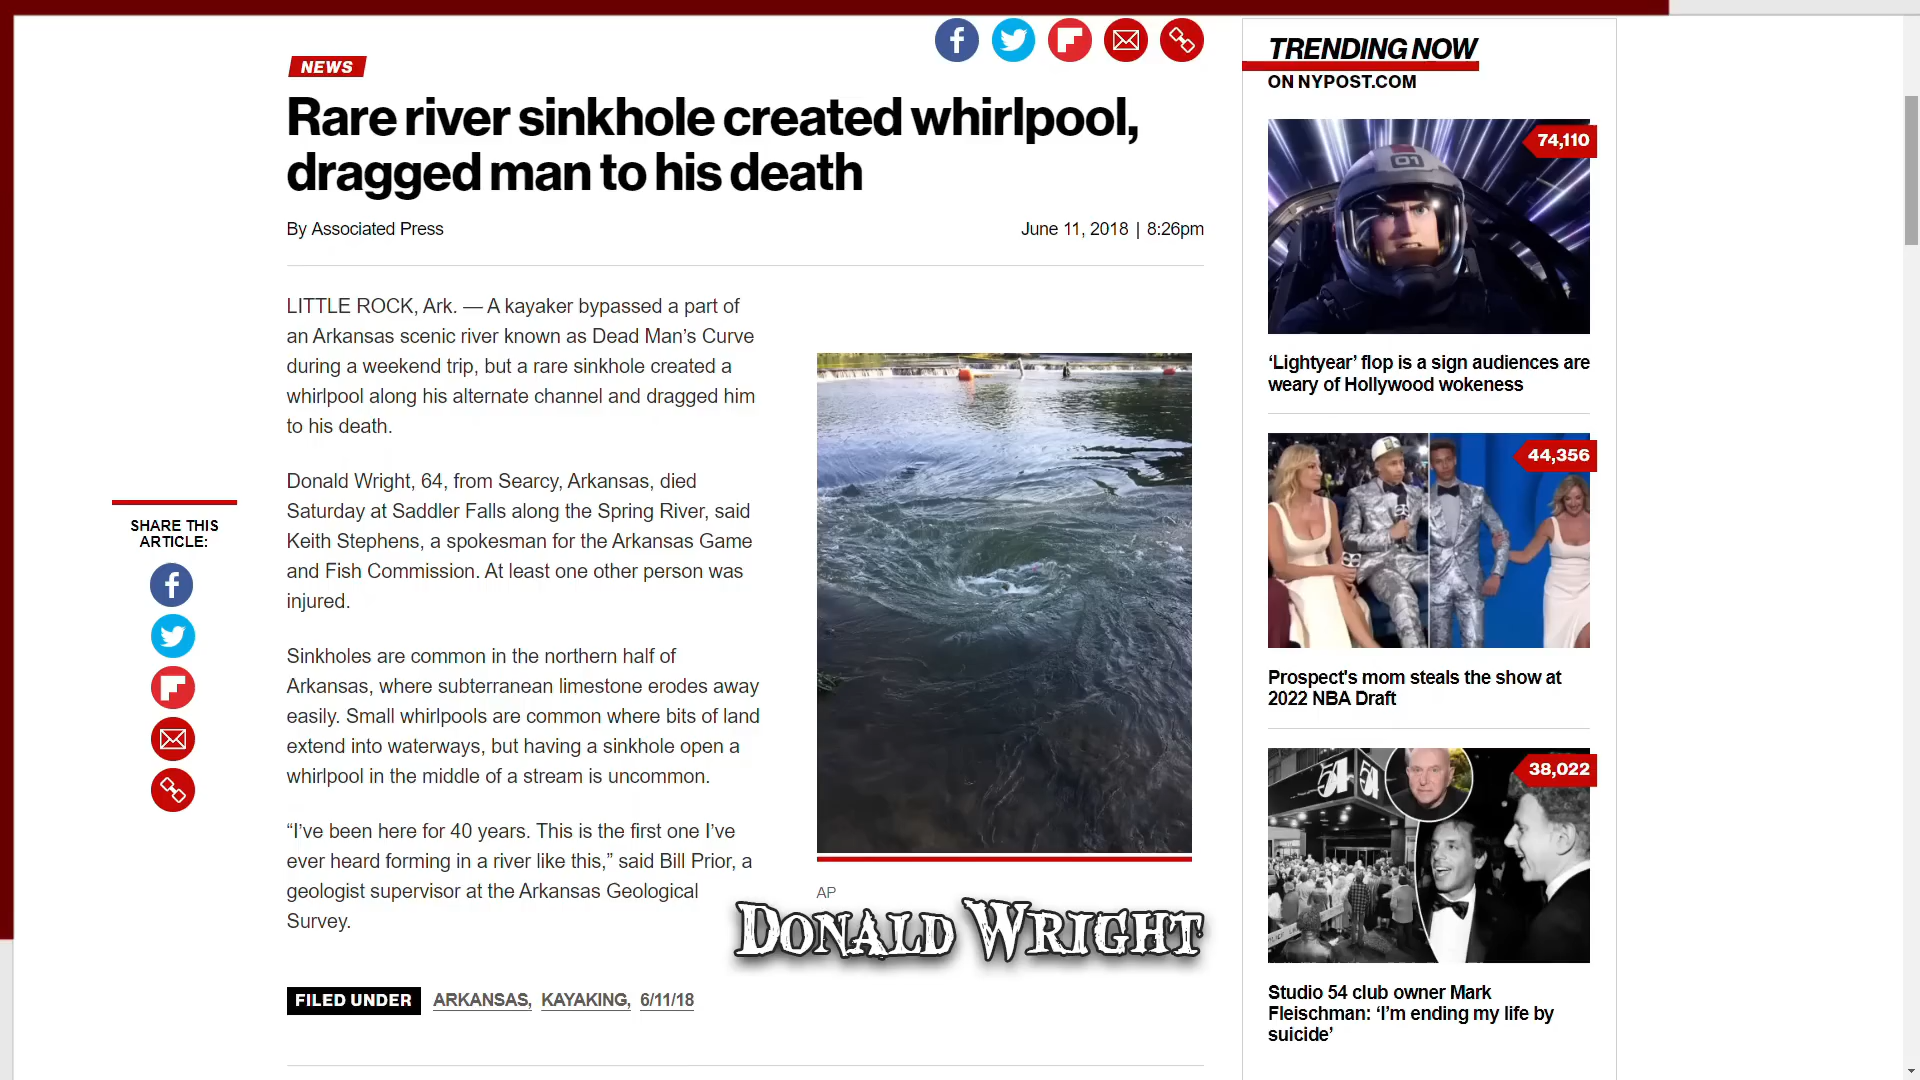 NEWS
Rare river sinkhole created whirlpool,
dragged man to his death
By Associated Press
June 11, 2018 | 8:26pm
LITTLE ROCK, Ark. — A kayaker bypassed a part of
an Arkansas scenic river known as Dead Man’s Curve
during a weekend trip, but a rare sinkhole created a
whirlpool along his alternate channel and dragged him
to his death.
Donald Wright, 64, from Searcy, Arkansas, died
Saturday at Saddler Falls along the Spring River, said
Keith Stephens, a spokesman for the Arkansas Game
and Fish Commission. At least one other person was
injured.
Sinkholes are common in the northern half of
Arkansas, where subterranean limestone erodes away
easily. Small whirlpools are common where bits of land
extend into waterways, but having a sinkhole open a
whirlpool in the middle of a stream is uncommon.
“I’ve been here for 40 years. This is the first one I’ve
ever heard forming in a river like this,” said Bill Prior, a
geologist supervisor at the Arkansas Geological
Survey.
AP
DONALD WRIGHT
FILED UNDER ARKANSAS, KAYAKING, 6/11/18
SHARE THIS
ARTICLE:
TRENDING NOW
ON NYPOST.COM
74,110
01
‘Lightyear’ flop is a sign audiences are
weary of Hollywood wokeness
44,356
Prospect's mom steals the show at
2022 NBA Draft
38,022
54
54
Studio 54 club owner Mark
Fleischman: ‘I’m ending my life by
suicide’